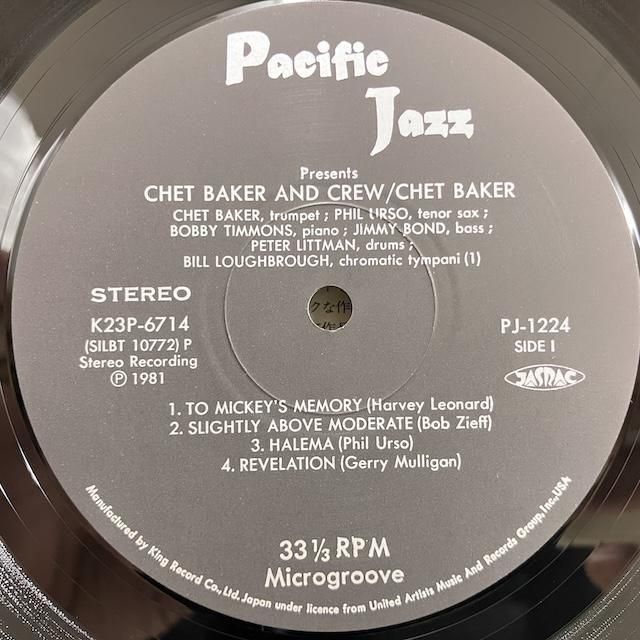 Pacific
Jazz
Presents
CHET BAKER AND CREW/CHET BAKER
CHET BAKER, trumpet ; PHIL URSO, tenor sax ;
BOBBY TIMMONS, piano ; JIMMY BOND, bass ;
PETER LITTMAN, drums ;
BILL LOUGHBROUGH, chromatic tympani (1)
STEREO
K23P-6714
(SILBT 10772) P
Stereo Recording
Ⓟ 1981
クな作
PJ-1224
SIDE I
JASRAC
1. TO MICKEY'S MEMORY (Harvey Leonard)
2. SLIGHTLY ABOVE MODERATE (Bob Zieff)
3. HALEMA (Phil Urso)
4. REVELATION (Gerry Mulligan)
33⅓ RPM
Microgroove
Manufactured by King Record Co., Ltd. Japan under licence from United Artists Music And Records Group, Inc., USA